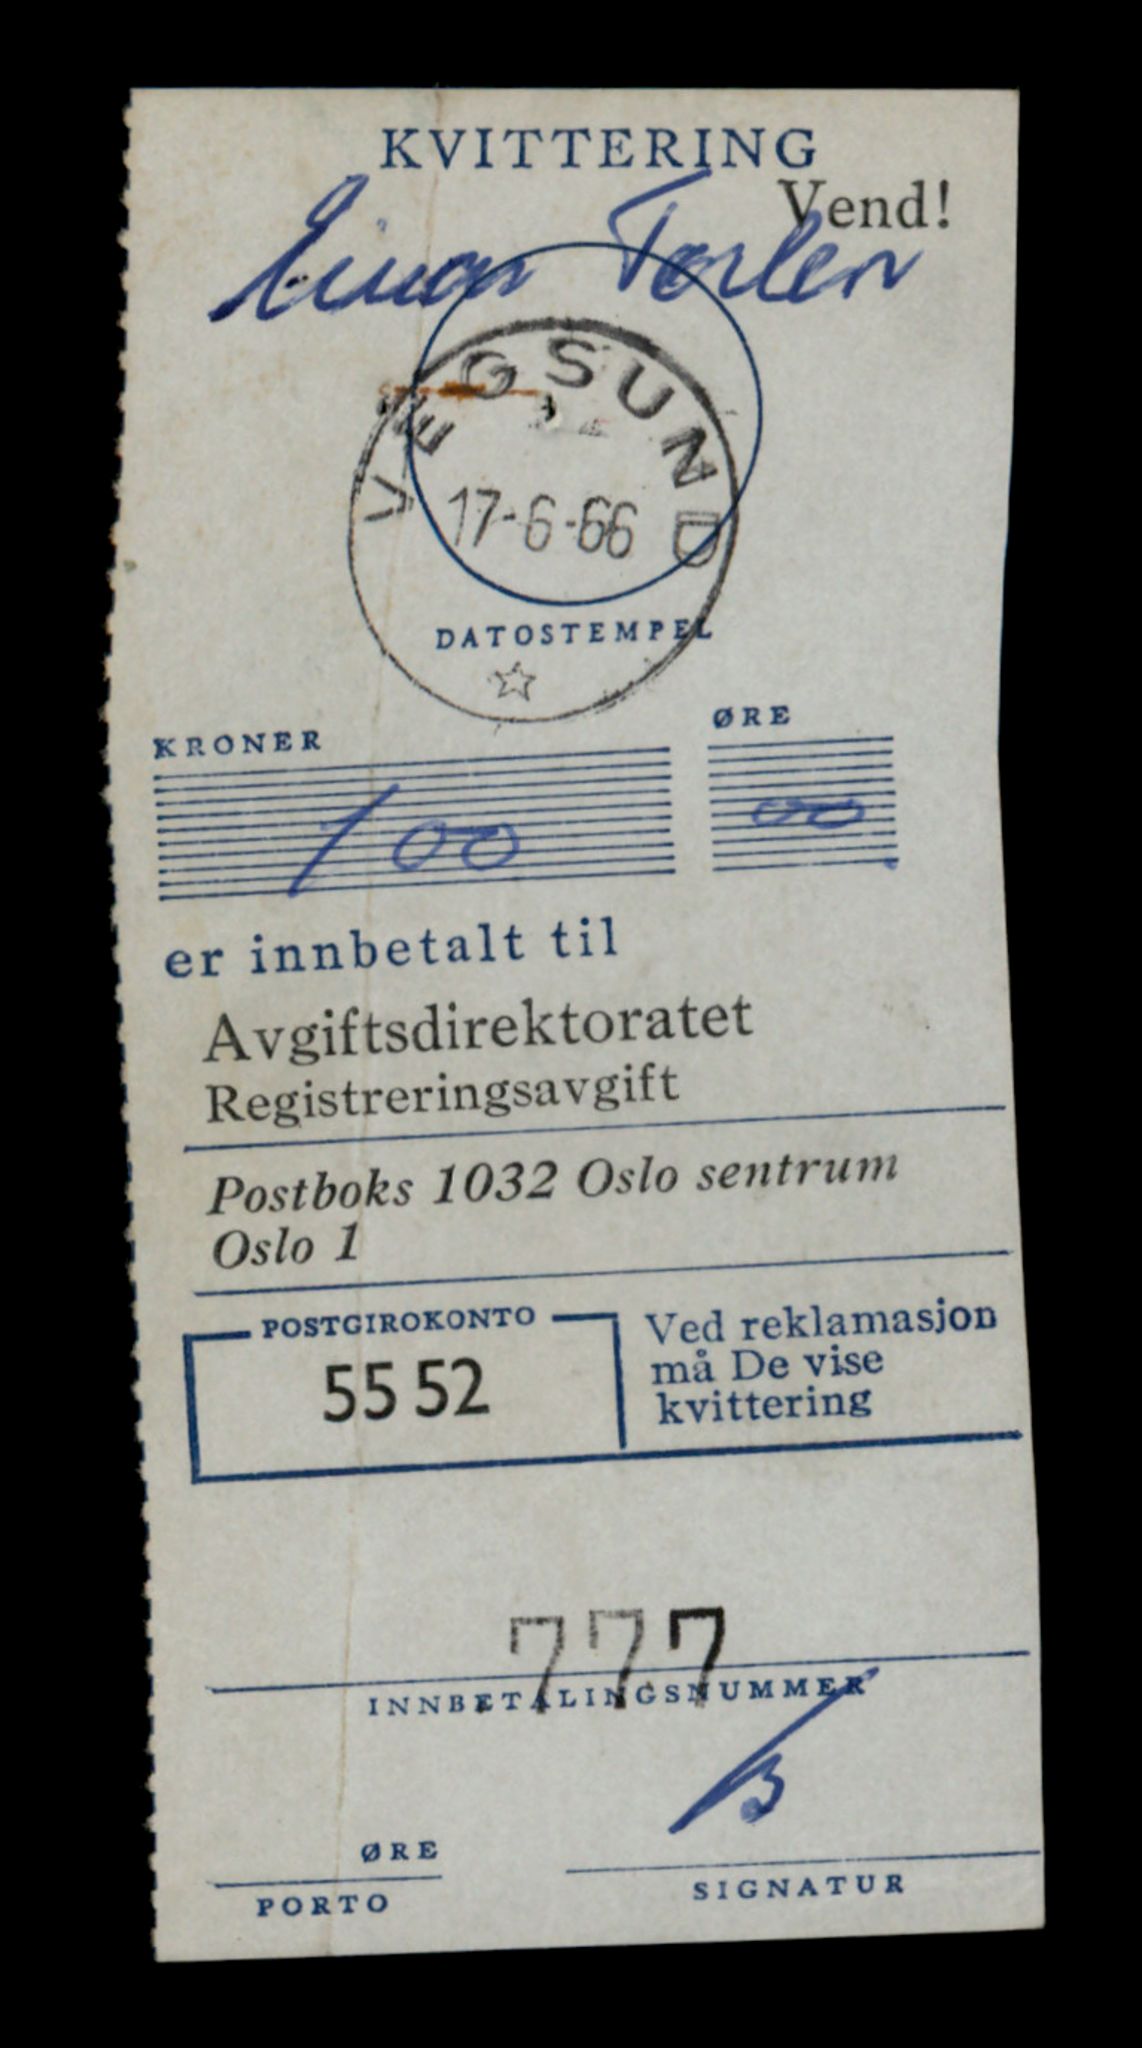 KVITTERING
Vend!
Einar
VEGSUND
17-6-66
DATOSTEMPEL
KRONER
ØRE
100
00
er innbetalt til
Avgiftsdirektoratet
Registreringsavgift
Postboks 1032 Oslo sentrum
Oslo 1
POSTGIROKONTO
55 52
Ved reklamasjon
må De vise
kvittering
777
INNBETALINGSNUMMER
ØRE
PORTO
SIGNATUR